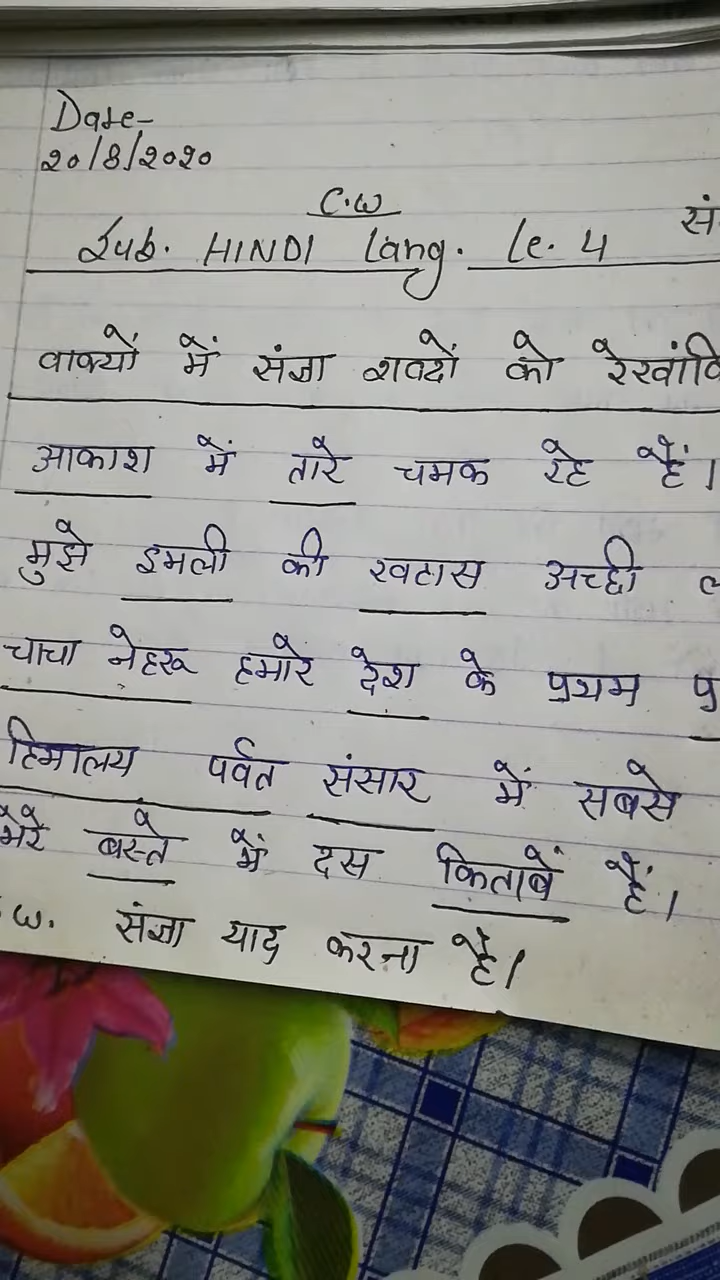 Date-
20/8/2020
C.W
Sub. HINDI Lang. Le. 4 सं
वाक्यों में संज्ञा शवदों को रेखांकि
आकाश में तारे चमक रहे हैं।
मुझे इमली की खटास अच्छी ल
चाचा नेहरू हमारे देश के प्रथम प्र
हिमालय पर्वत संसार में सबसे
मेरे बस्ते में दस किताबें हैं।
.W. संज्ञा याद करना है।